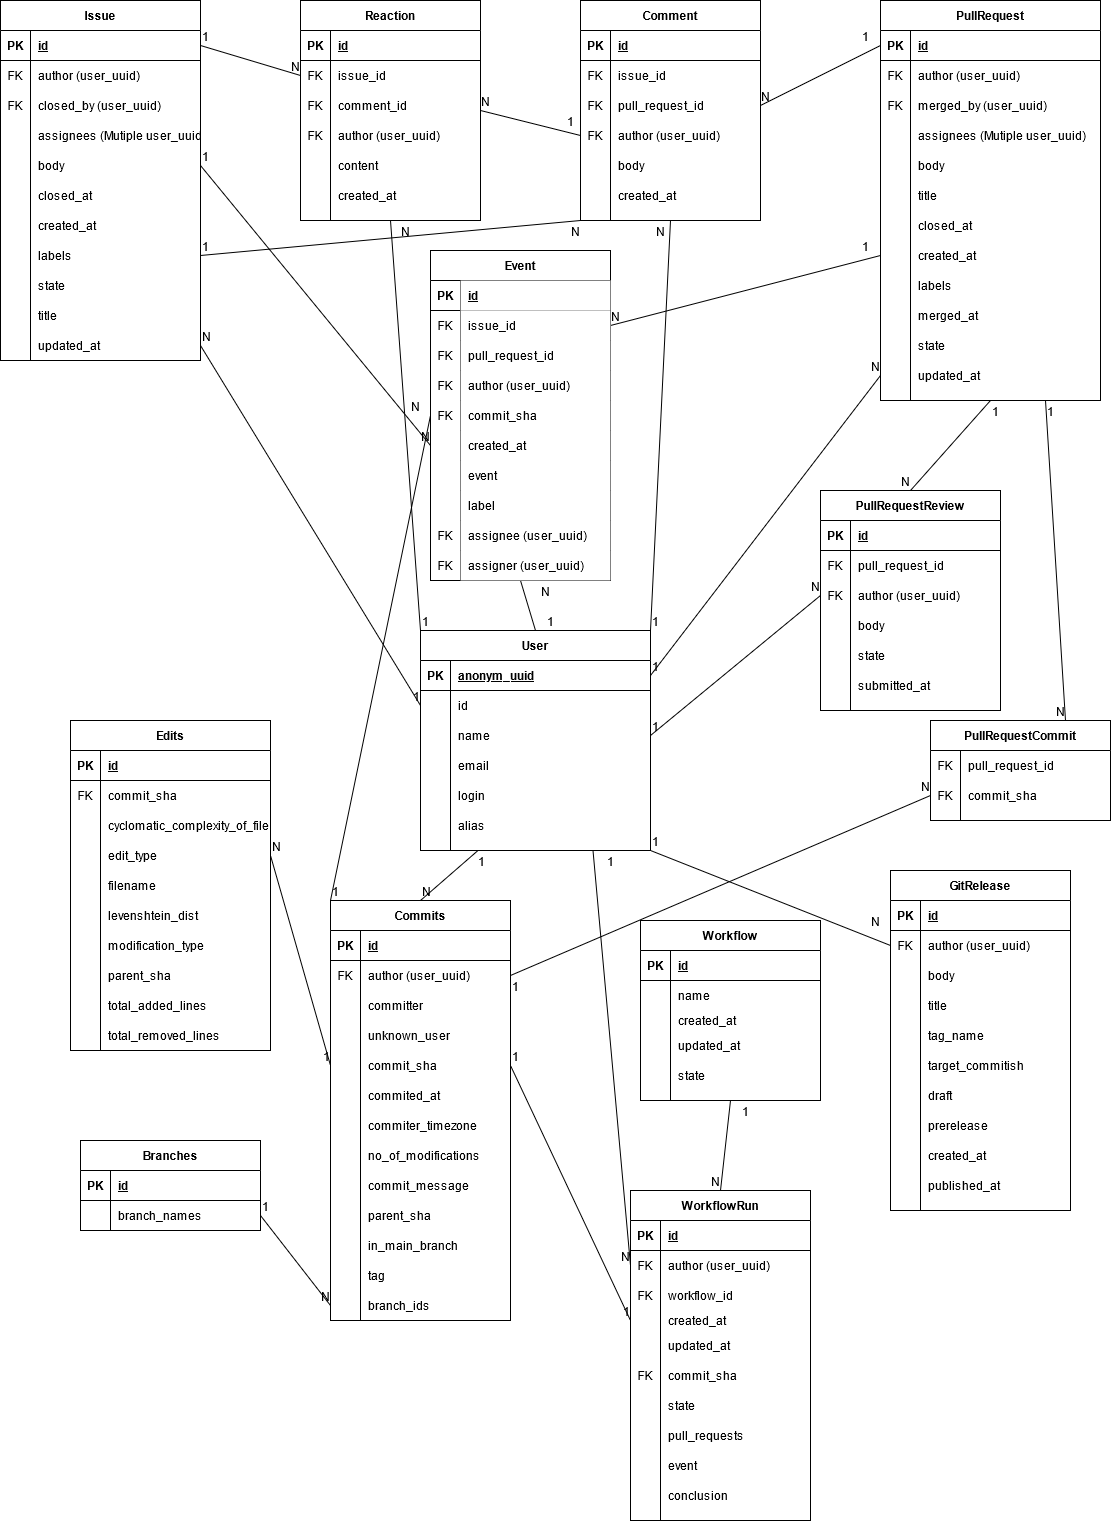 Issue
PK id
FK author (user_uuid)
FK closed_by (user_uuid)
assignees (Mutiple user_uuid
body
closed_at
created_at
labels
state
title
updated_at
Reaction
PK id
FK issue_id
FK comment_id
FK author (user_uuid)
content
created_at
Comment
PK id
FK issue_id
FK pull_request_id
FK author (user_uuid)
body
created_at
PullRequest
PK id
FK author (user_uuid)
FK merged_by (user_uuid)
assignees (Mutiple user_uuid)
body
title
closed_at
created_at
labels
merged_at
state
updated_at
1
N
N
1
1
N
1
N
1
N
N
N
1
N
N
1
N
N
N
1
N
1
1
N
Event
PK id
FK issue_id
FK pull_request_id
FK author (user_uuid)
FK commit_sha
created_at
event
label
FK assignee (user_uuid)
FK assigner (user_uuid)
PullRequestReview
PK id
FK pull_request_id
FK author (user_uuid)
body
state
submitted_at
N
1
1
1
1
1
1
N
User
PK anonym_uuid
id
name
email
login
alias
PullRequestCommit
FK pull_request_id
FK commit_sha
Edits
PK id
FK commit_sha
cyclomatic_complexity_of_file
edit_type
filename
levenshtein_dist
modification_type
parent_sha
total_added_lines
total_removed_lines
N
1
N
1
1
1
N
1
N
Commits
PK id
FK author (user_uuid)
committer
unknown_user
commit_sha
commited_at
commiter_timezone
no_of_modifications
commit_message
parent_sha
in_main_branch
tag
branch_ids
Workflow
PK id
name
created_at
updated_at
state
GitRelease
PK id
FK author (user_uuid)
body
title
tag_name
target_commitish
draft
prerelease
created_at
published_at
1
1
1
1
N
Branches
PK id
branch_names
1
N
N
1
WorkflowRun
PK id
FK author (user_uuid)
FK workflow_id
created_at
updated_at
FK commit_sha
state
pull_requests
event
conclusion